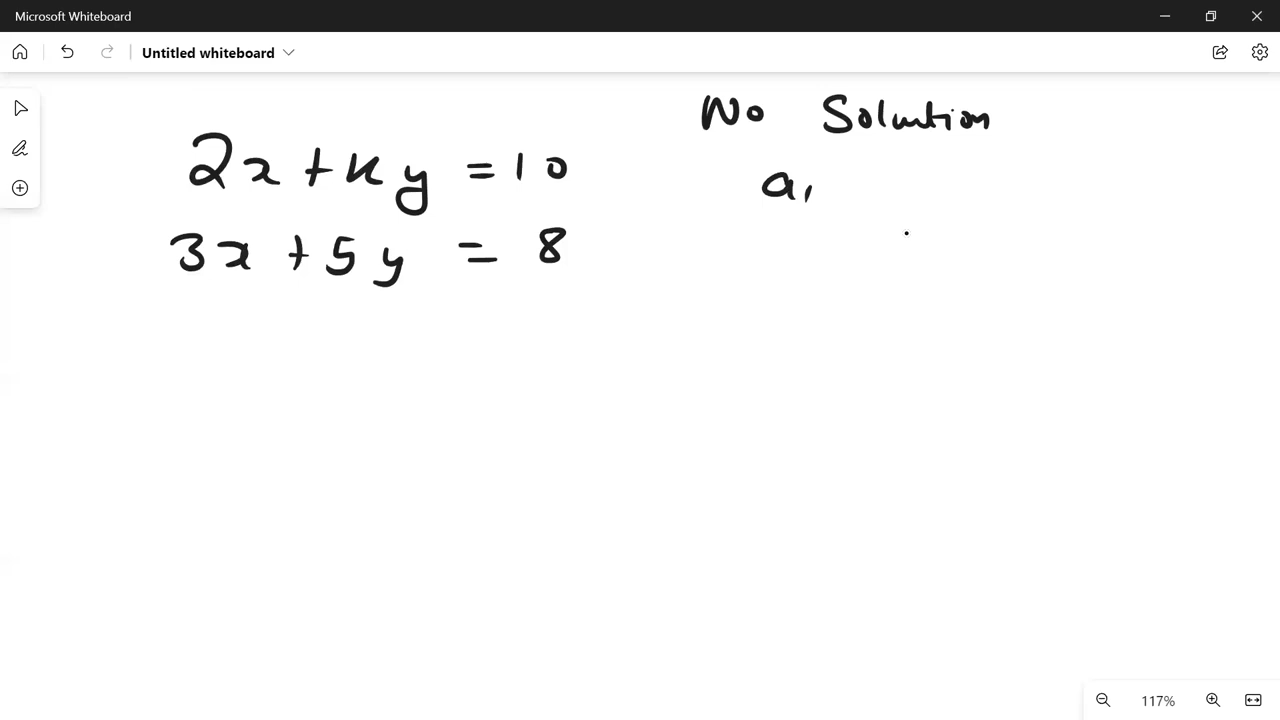 Microsoft Whiteboard
Untitled whiteboard
No Solution
2x + ky = 10
a₁
3x + 5y = 8
117%